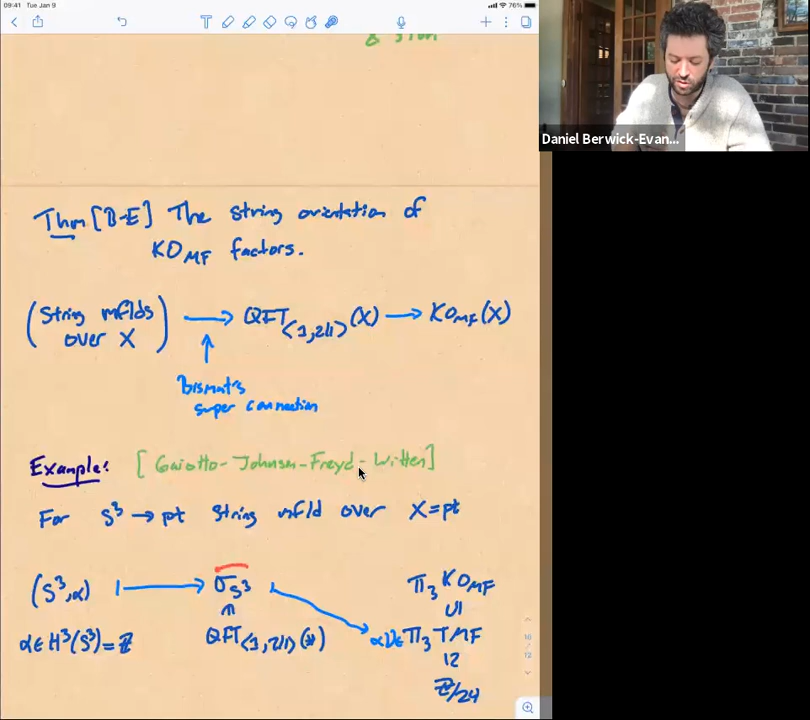 09:41 Tue Jan 9
76%
Daniel Berwick-Evan...
Thm [B-E] The string orientation of
KO_MF factors.
(String mflds over X) → QFT_<1,2|1>(X) → KO_MF(X)
↑
Bismut's
super connection
Example: [Gaiotto-Johnson-Freyd-Witten]
For S³ → pt string mfld over X=pt
(S³,α) ↦ σ_S³ π₃ KO_MF
α∈H³(S³)=ℤ QFT_<1,2|1>(*) αν∈π₃TMF
ℤ/24